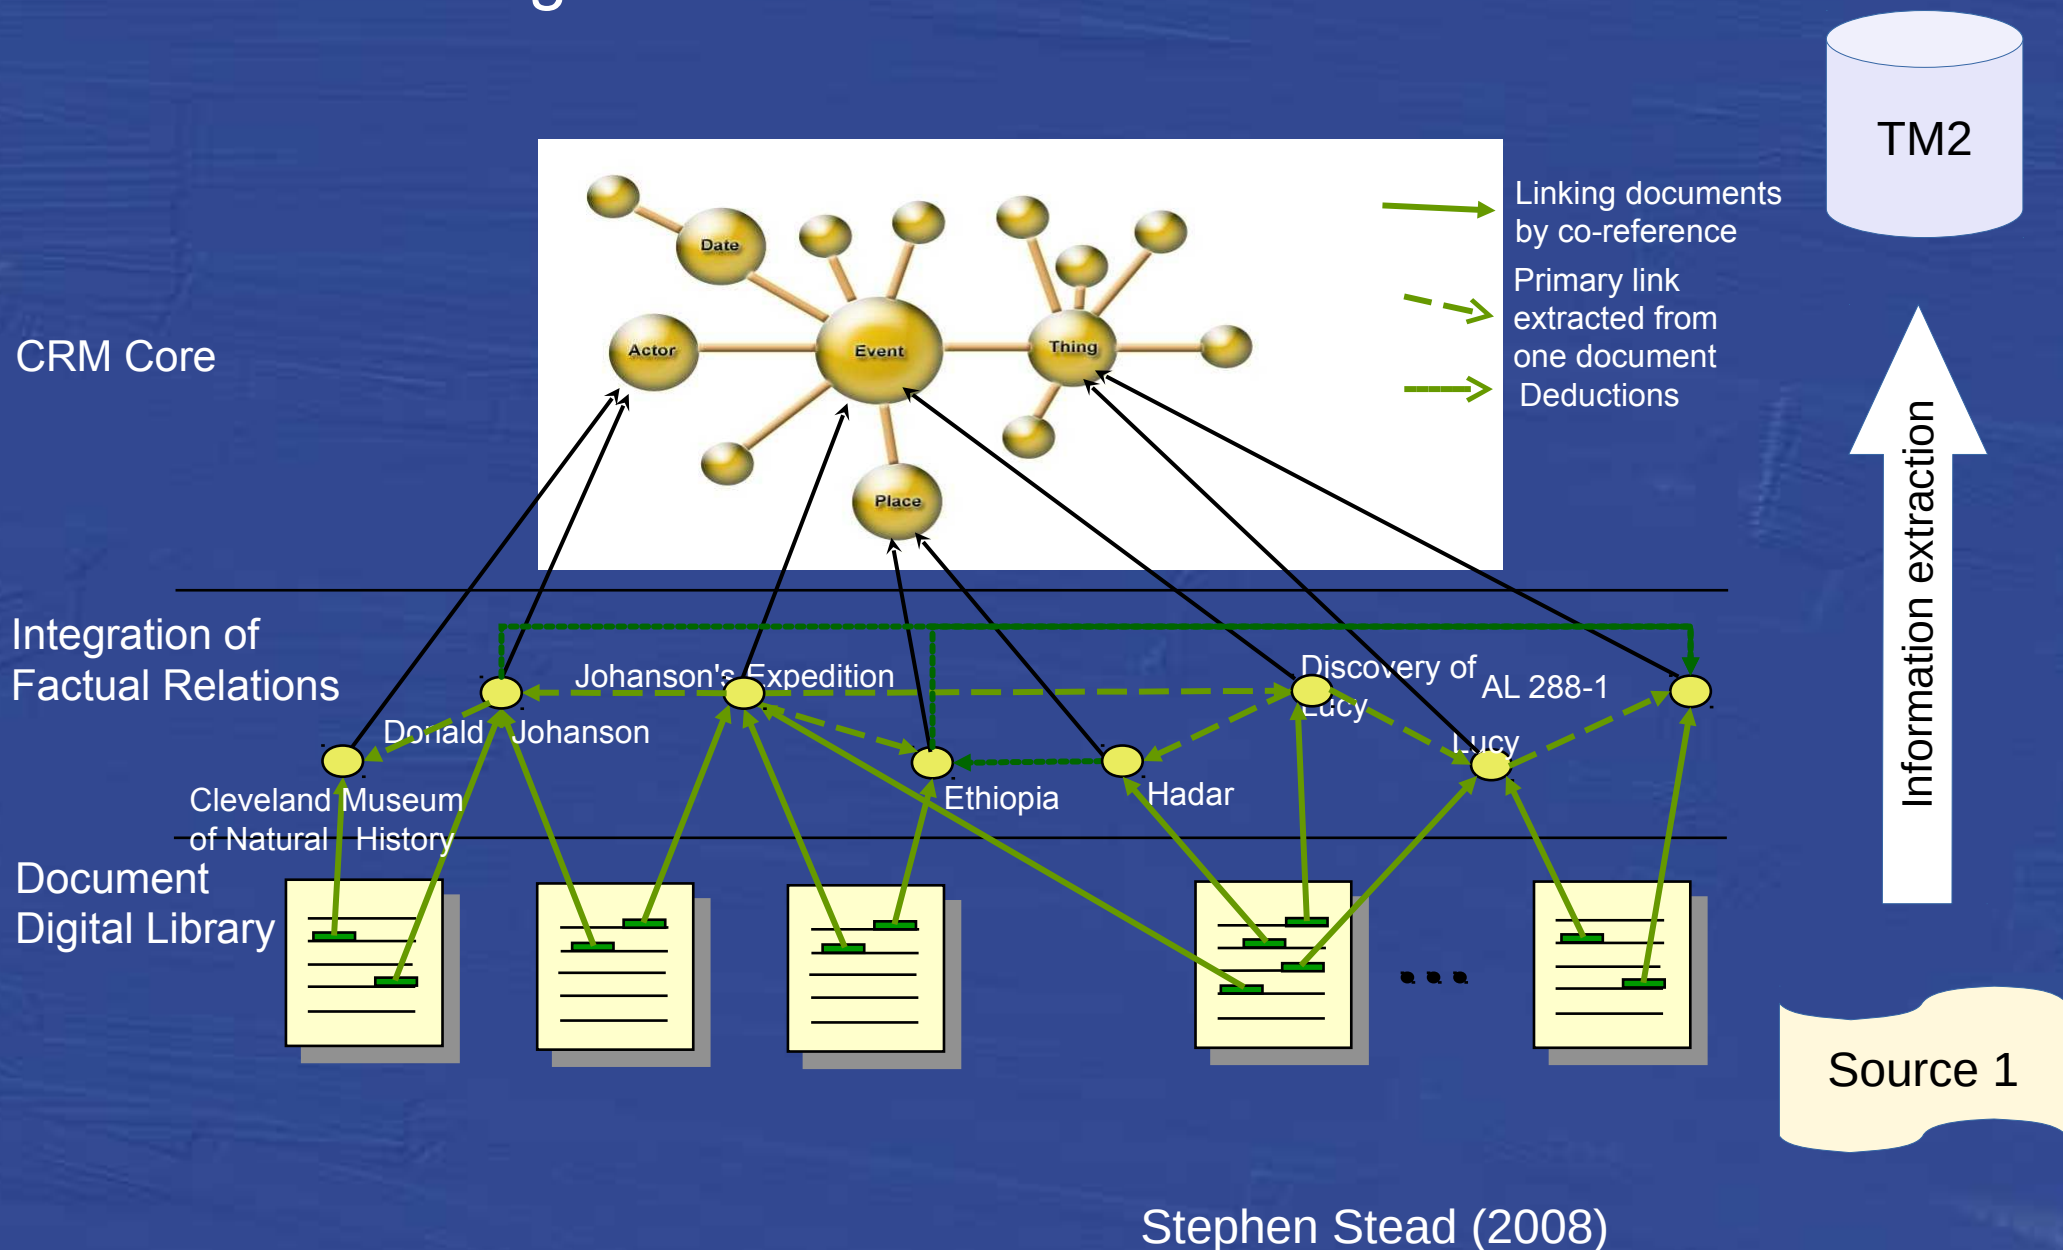 TM2
Linking documents
by co-reference
Primary link
extracted from
one document
Deductions
Date
Actor
Event
Thing
Place
CRM Core
Information extraction
Integration of
Factual Relations
Johanson's Expedition
Discovery of
Lucy
AL 288-1
Donald Johanson
Lucy
Cleveland Museum
of Natural History
Ethiopia
Hadar
Document
Digital Library
Source 1
Stephen Stead (2008)